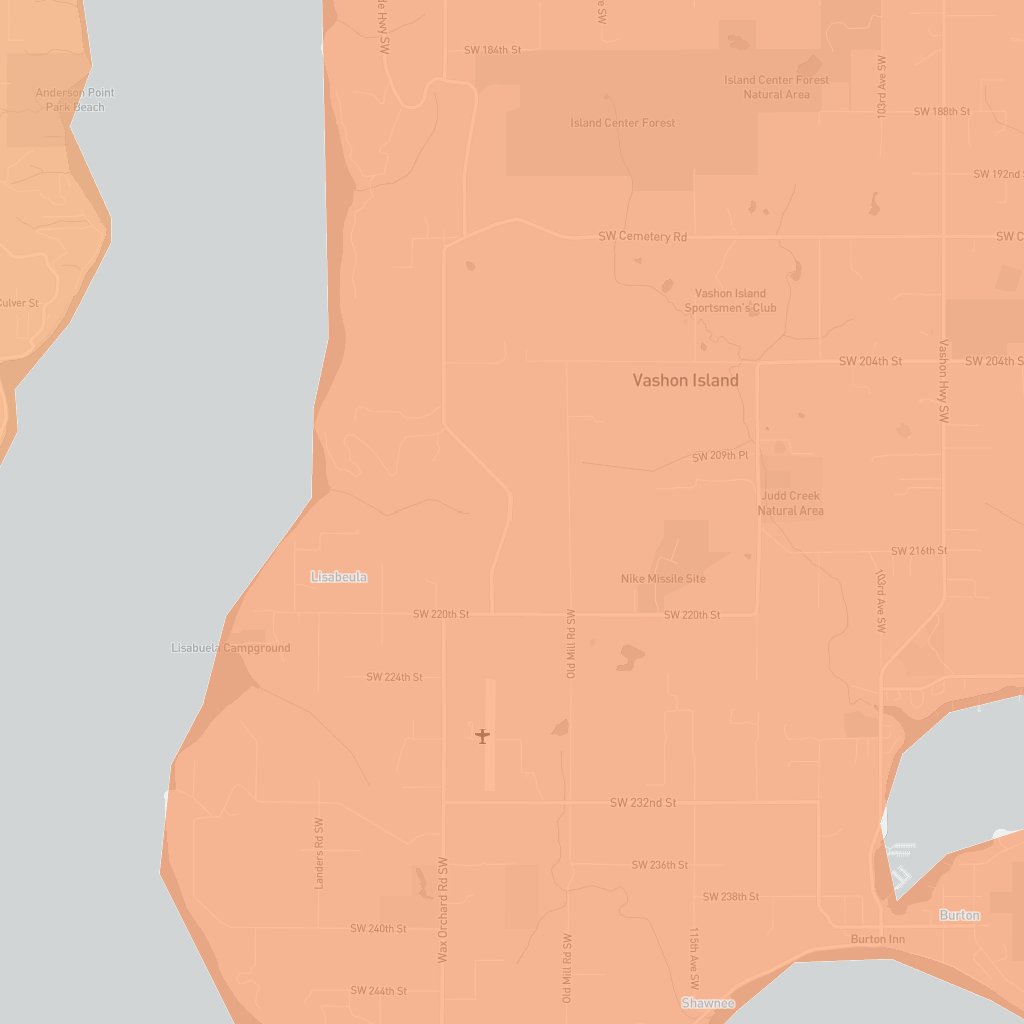 SW 184th St
103rd Ave SW
Island Center Forest
Natural Area
Anderson Point
Park Beach
SW 188th St
Island Center Forest
SW 192nd
SW Cemetery Rd
SW C
Vashon Island
Sportsmen's Club
Culver St
SW 204th St
SW 204th S
Vashon Hwy SW
Vashon Island
SW 209th Pl
Judd Creek
Natural Area
SW 216th St
Lisabeula
Nike Missile Site
103rd Ave SW
SW 220th St
SW 220th St
Old Mill Rd SW
Lisabuela Campground
SW 224th St
SW 232nd St
Landers Rd SW
SW 236th St
Wax Orchard Rd SW
SW 238th St
Burton
SW 240th St
Burton Inn
115th Ave SW
Old Mill Rd SW
SW 244th St
Shawnee